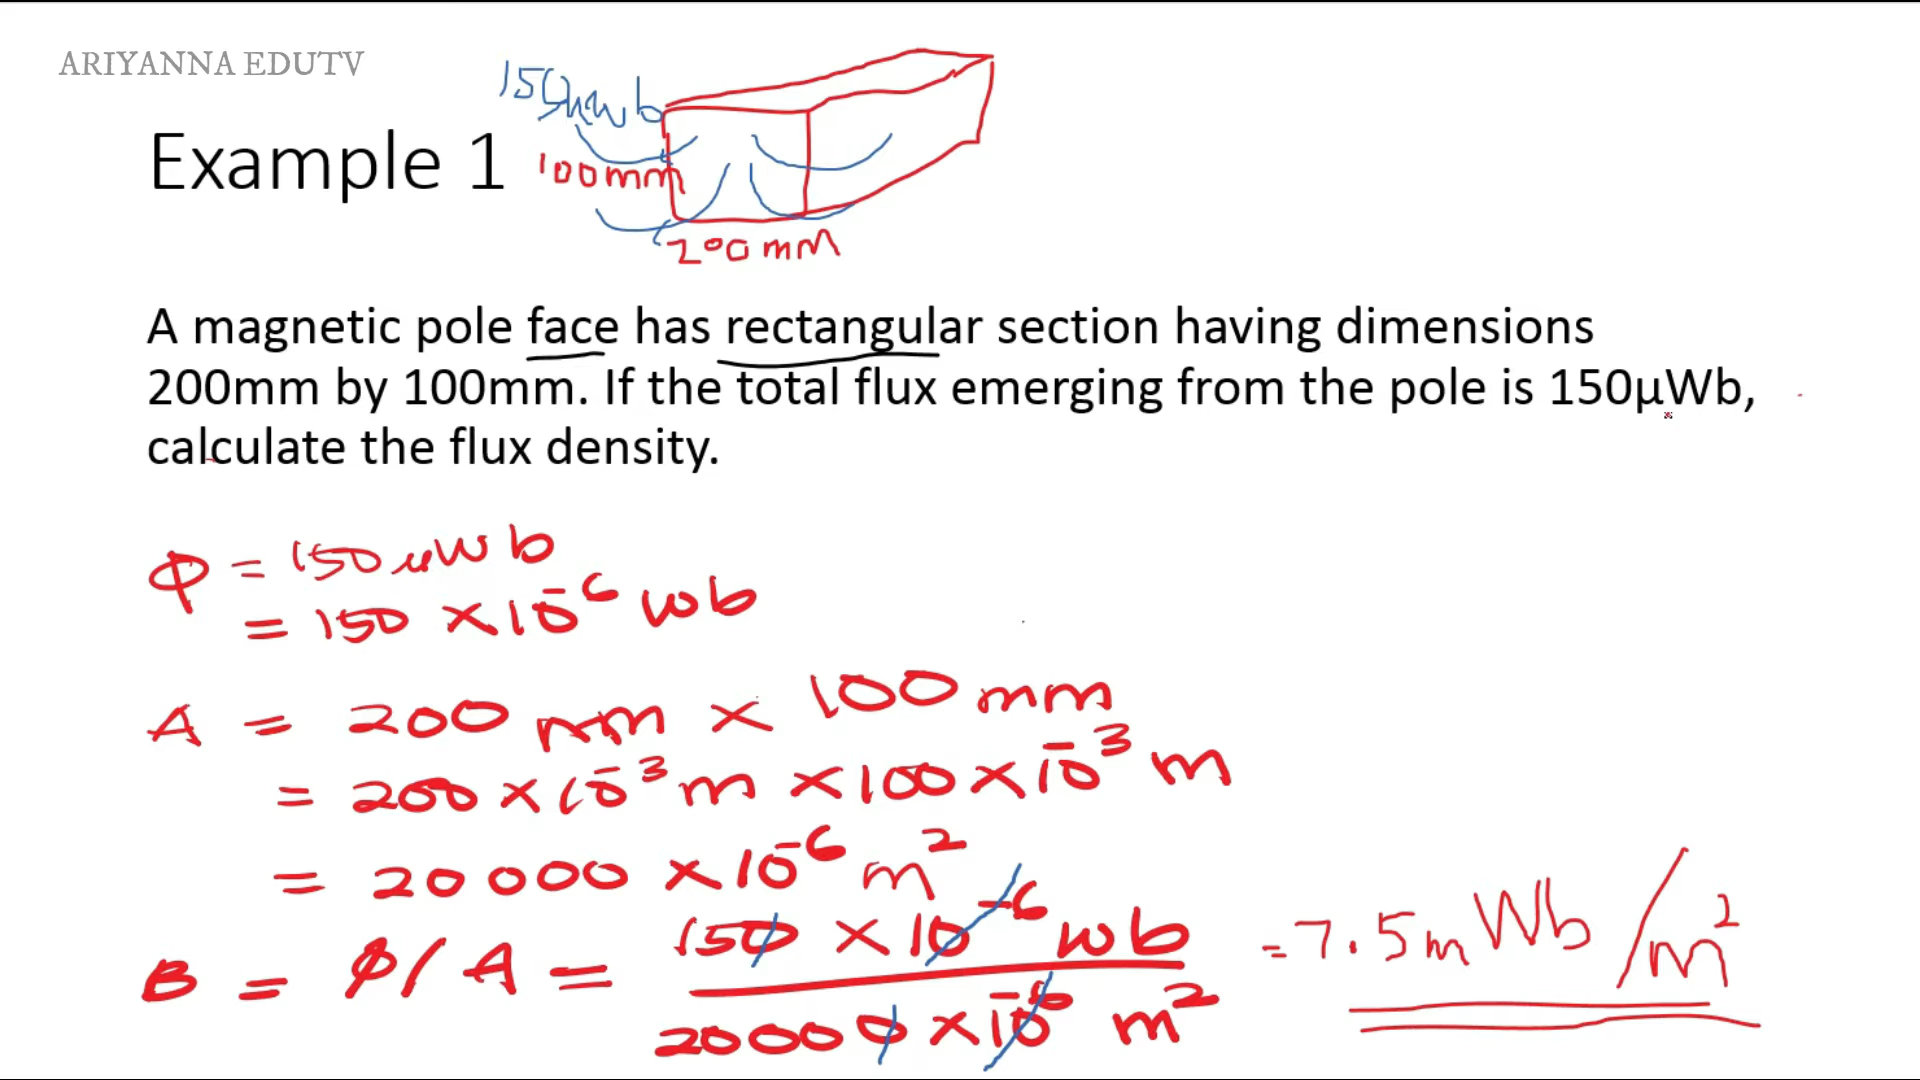 ARIYANNA EDUTV
150μWb
Example 1
100mm
200mm
A magnetic pole face has rectangular section having dimensions
200mm by 100mm. If the total flux emerging from the pole is 150μWb,
calculate the flux density.
Φ = 150μWb
= 150 × 10⁻⁶ wb
A = 200 mm × 100 mm
= 200 × 10⁻³ m × 100 × 10⁻³ m
= 20000 × 10⁻⁶ m²
B = Φ/A = 150 × 10⁻⁶ wb / 20000 × 10⁻⁶ m² = 7.5m Wb/m²